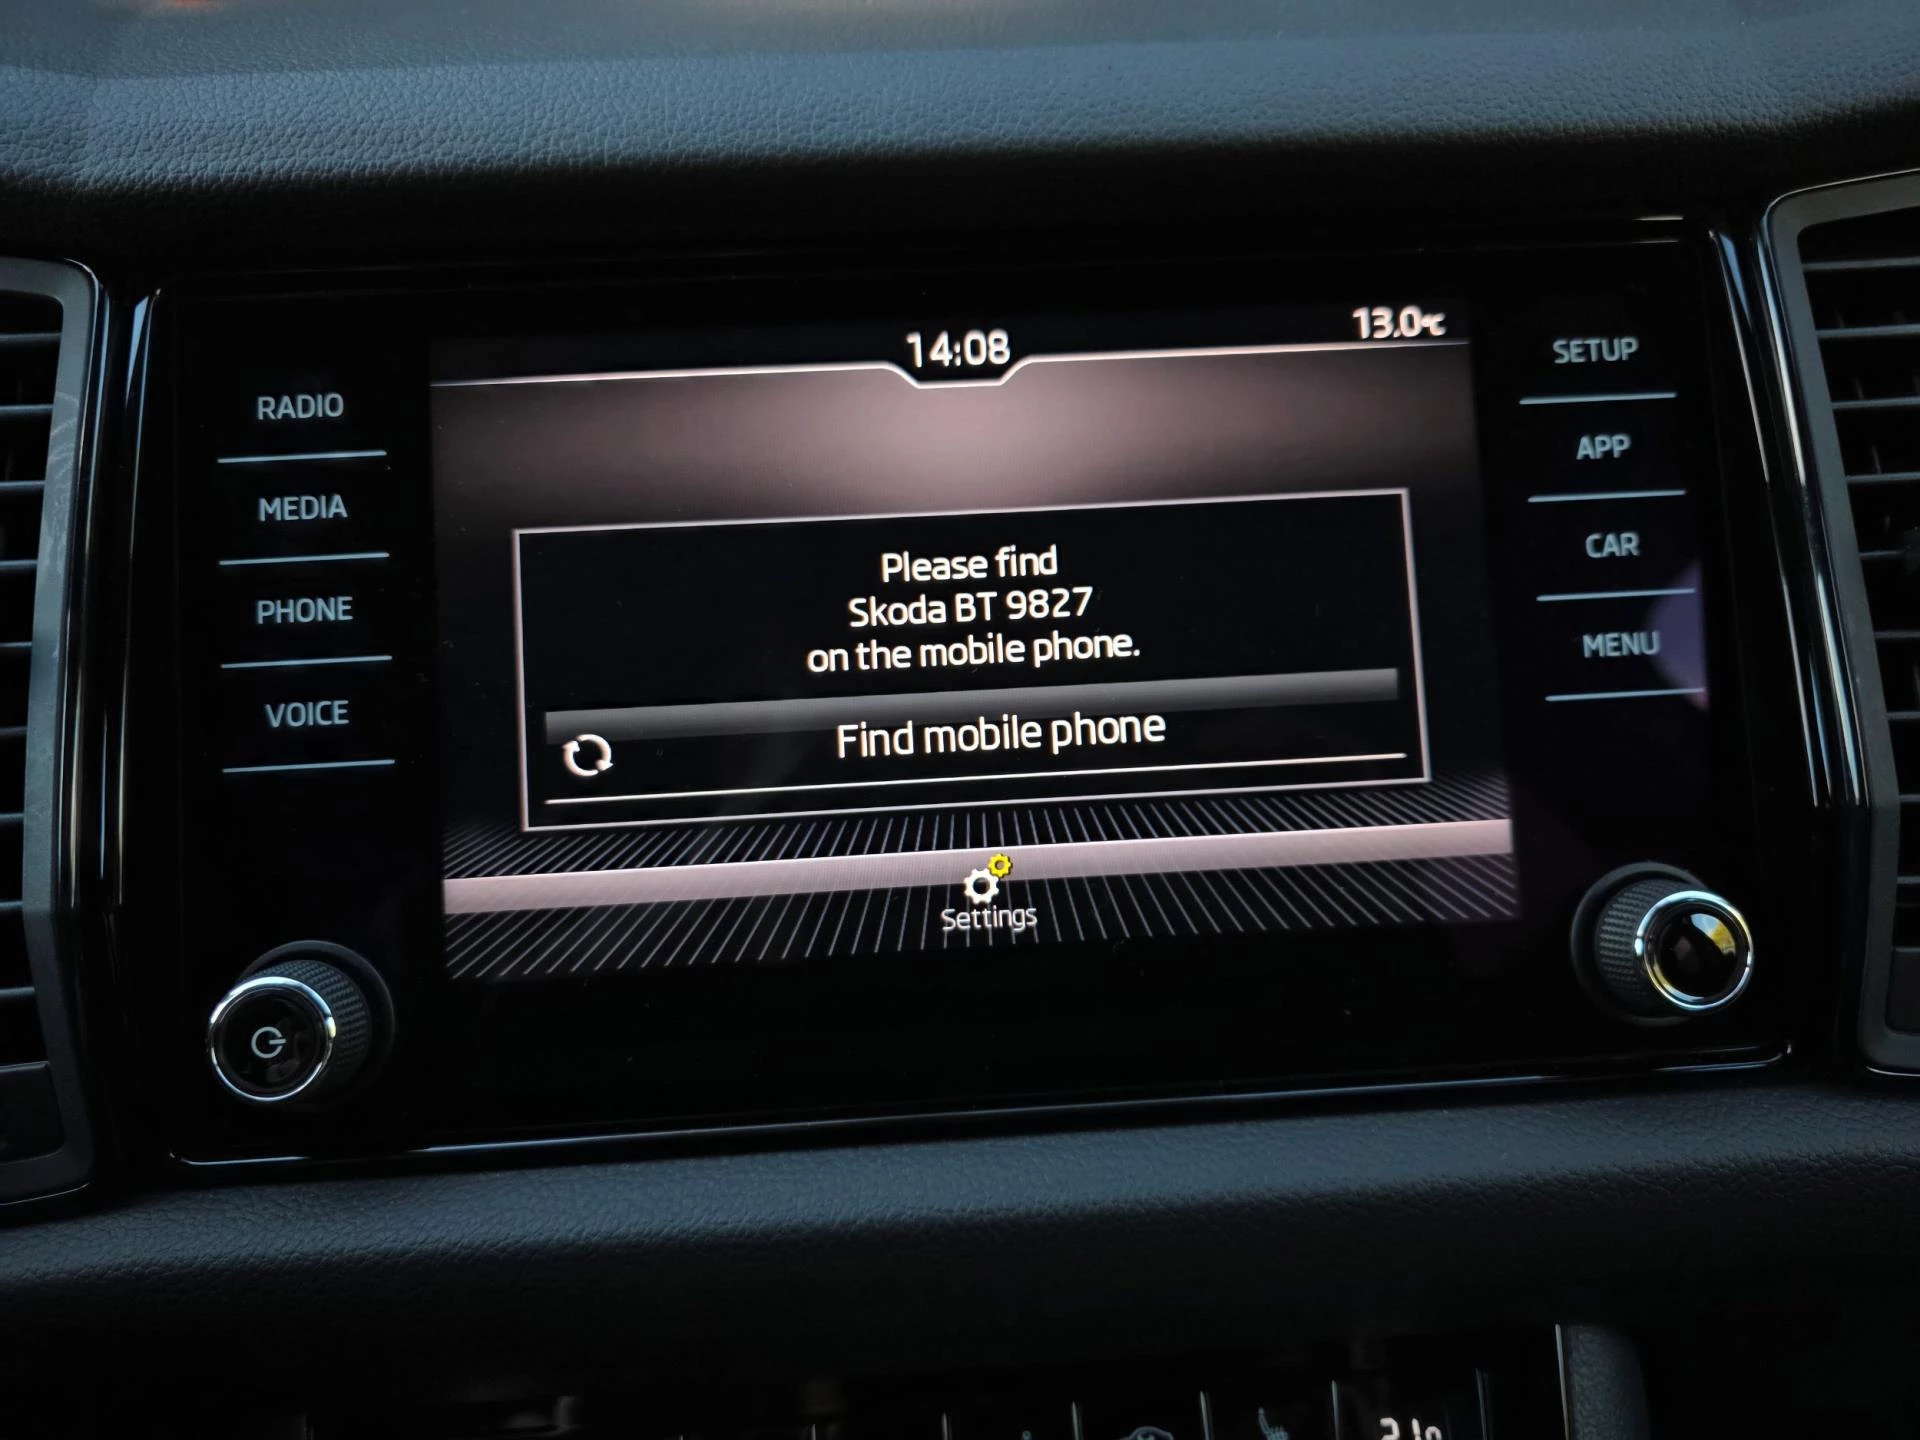 14:08
13.0°C
RADIO
MEDIA
PHONE
VOICE
Please find
Skoda BT 9827
on the mobile phone.
Find mobile phone
Settings
SETUP
APP
CAR
MENU